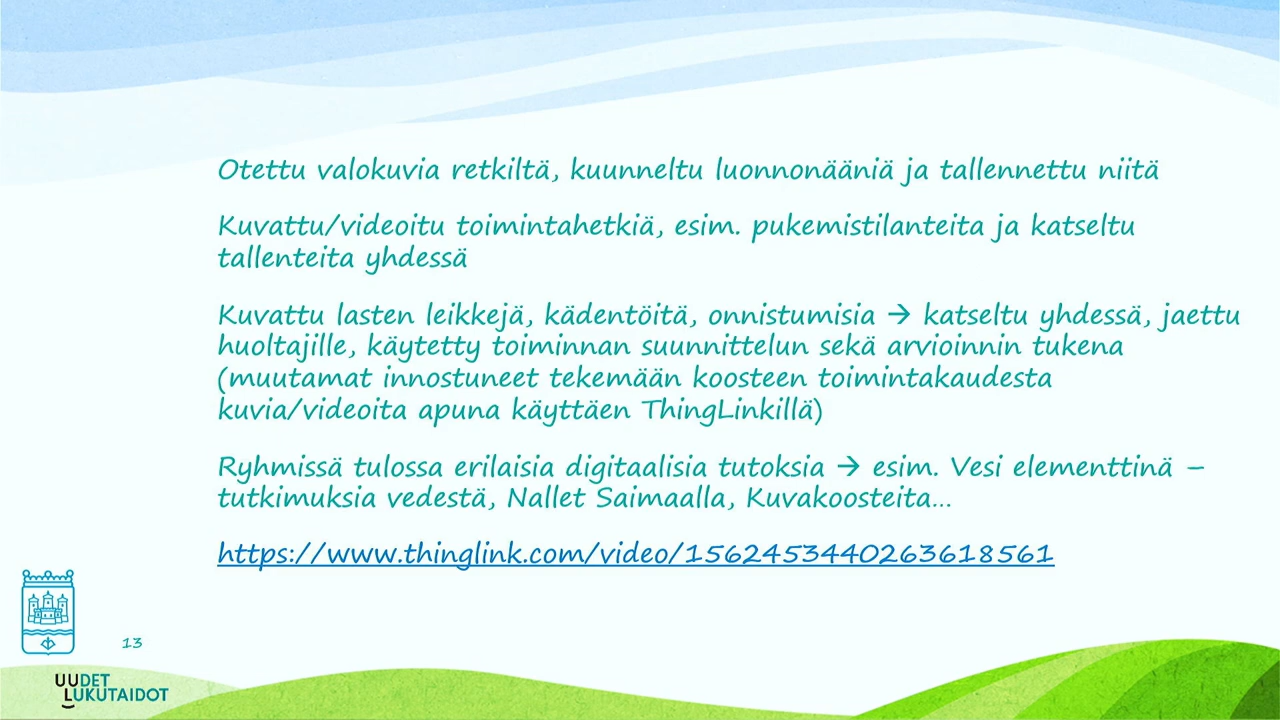 Otettu valokuvia retkiltä, kuunneltu luonnonääniä ja tallennettu niitä
Kuvattu/videoitu toimintahetkiä, esim. pukemistilanteita ja katseltu
tallenteita yhdessä
Kuvattu lasten leikkejä, kädentöitä, onnistumisia → katseltu yhdessä, jaettu
huoltajille, käytetty toiminnan suunnittelun sekä arvioinnin tukena
(muutamat innostuneet tekemään koosteen toimintakaudesta
kuvia/videoita apuna käyttäen ThingLinkillä)
Ryhmissä tulossa erilaisia digitaalisia tutoksia → esim. Vesi elementtinä –
tutkimuksia vedestä, Nallet Saimaalla, Kuvakoosteita…
https://www.thinglink.com/video/1562453440263618561
13
UUDET
LUKUTAIDOT